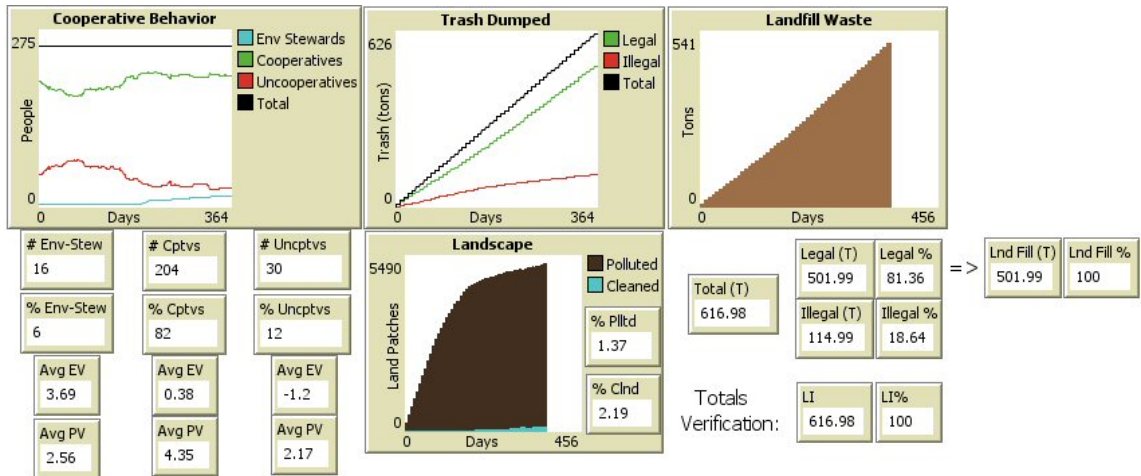 Cooperative Behavior
275
People
0
0
Days
364
Env Stewards
Cooperatives
Uncooperatives
Total
Trash Dumped
626
Trash (tons)
0
0
Days
364
Legal
Illegal
Total
Landfill Waste
541
Tons
0
0
Days
456
# Env-Stew
16
# Cptvs
204
# Uncptvs
30
% Env-Stew
6
% Cptvs
82
% Uncptvs
12
Avg EV
3.69
Avg EV
0.38
Avg EV
-1.2
Avg PV
2.56
Avg PV
4.35
Avg PV
2.17
Landscape
5490
Land Patches
0
0
Days
456
Polluted
Cleaned
% Plltd
1.37
% Clnd
2.19
Total (T)
616.98
Legal (T)
501.99
Legal %
81.36
Illegal (T)
114.99
Illegal %
18.64
= >
Lnd Fill (T)
501.99
Lnd Fill %
100
Totals
Verification:
LI
616.98
LI%
100